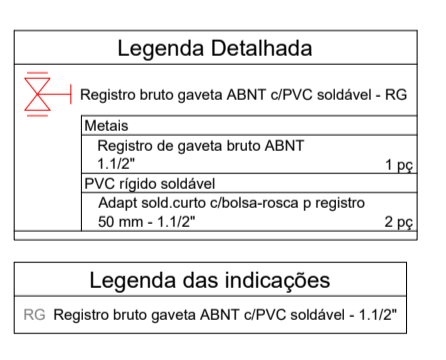 Legenda Detalhada
Registro bruto gaveta ABNT c/PVC soldável - RG
Metais
Registro de gaveta bruto ABNT
1.1/2" 1 pç
PVC rígido soldável
Adapt sold.curto c/bolsa-rosca p registro
50 mm - 1.1/2" 2 pç
Legenda das indicações
RG Registro bruto gaveta ABNT c/PVC soldável - 1.1/2"